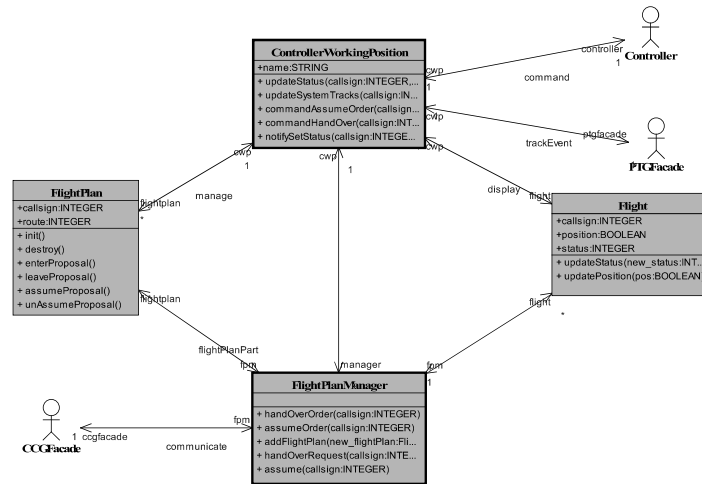 ControllerWorkingPosition
+name:STRING
+ updateStatus(callsign:INTEGER,...
+ updateSystemTracks(callsign:IN...
+ commandAssumeOrder(callsign...
+ commandHandOver(callsign:INT...
+ notifySetStatus(callsign:INTEGE...
controller
1
Controller
cwp
1
command
cwp
ptgfacade
trackEvent
PTGFacade
cwp
1
cwp
1
cwp
display
flight
manage
flightplan
*
FlightPlan
+callsign:INTEGER
+route:INTEGER
+ init()
+ destroy()
+ enterProposal()
+ leaveProposal()
+ assumeProposal()
+ unAssumeProposal()
Flight
+callsign:INTEGER
+position:BOOLEAN
+status:INTEGER
+ updateStatus(new_status:INT...
+ updatePosition(pos:BOOLEAN)
flightplan
flight
*
flightPlanPart
fpm
manager
fpm
1
FlightPlanManager
+ handOverOrder(callsign:INTEGER)
+ assumeOrder(callsign:INTEGER)
+ addFlightPlan(new_flightPlan:Fli...
+ handOverRequest(callsign:INTE...
+ assume(callsign:INTEGER)
fpm
1 ccgfacade
communicate
CCGFacade